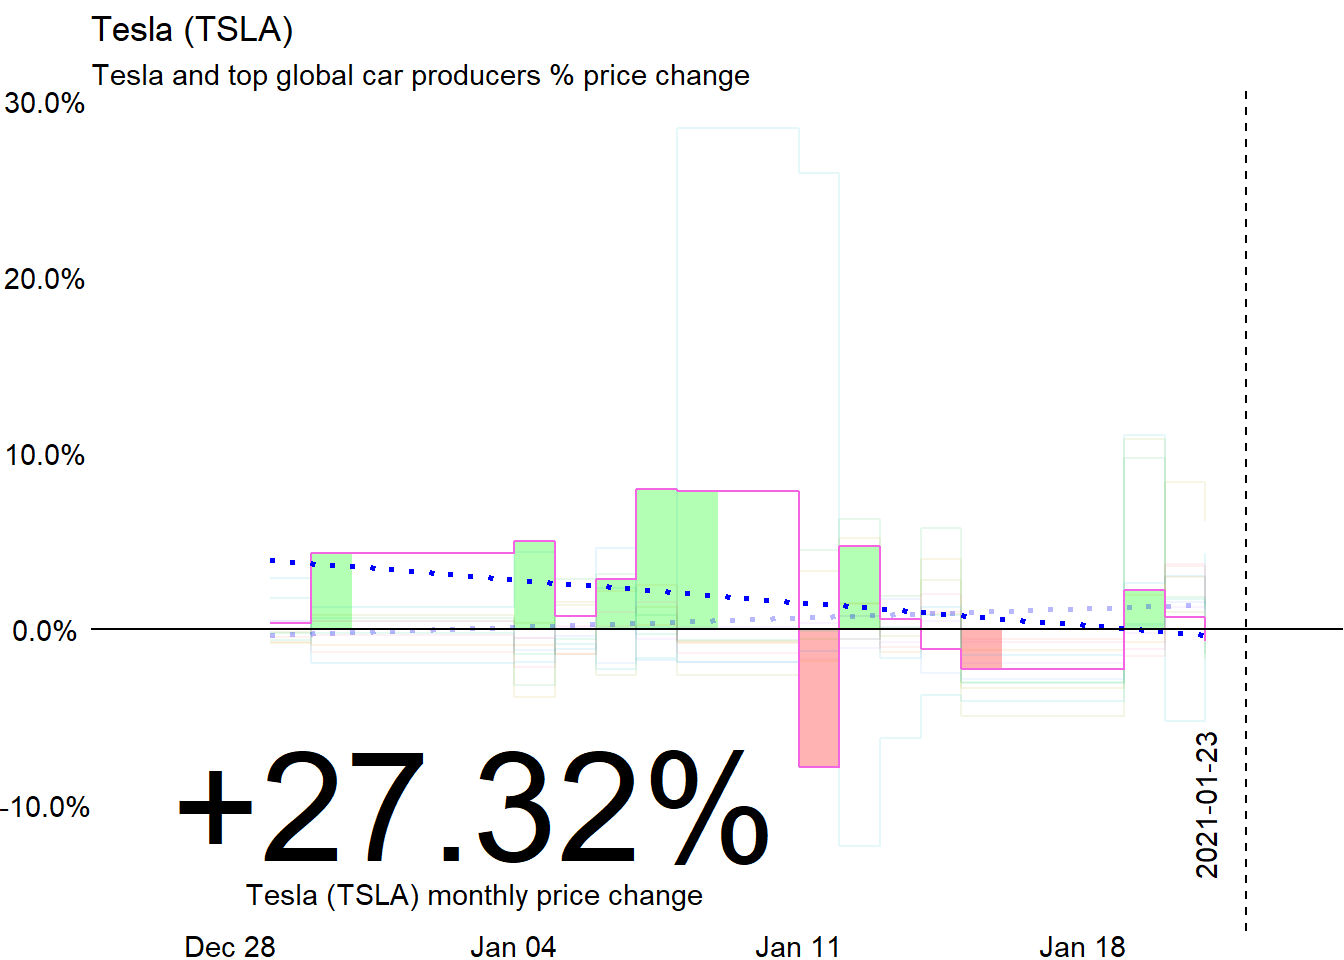 Tesla (TSLA)
Tesla and top global car producers % price change
30.0%
20.0%
10.0%
0.0%
-10.0%
+27.32%
Tesla (TSLA) monthly price change
2021-01-23
Dec 28
Jan 04
Jan 11
Jan 18